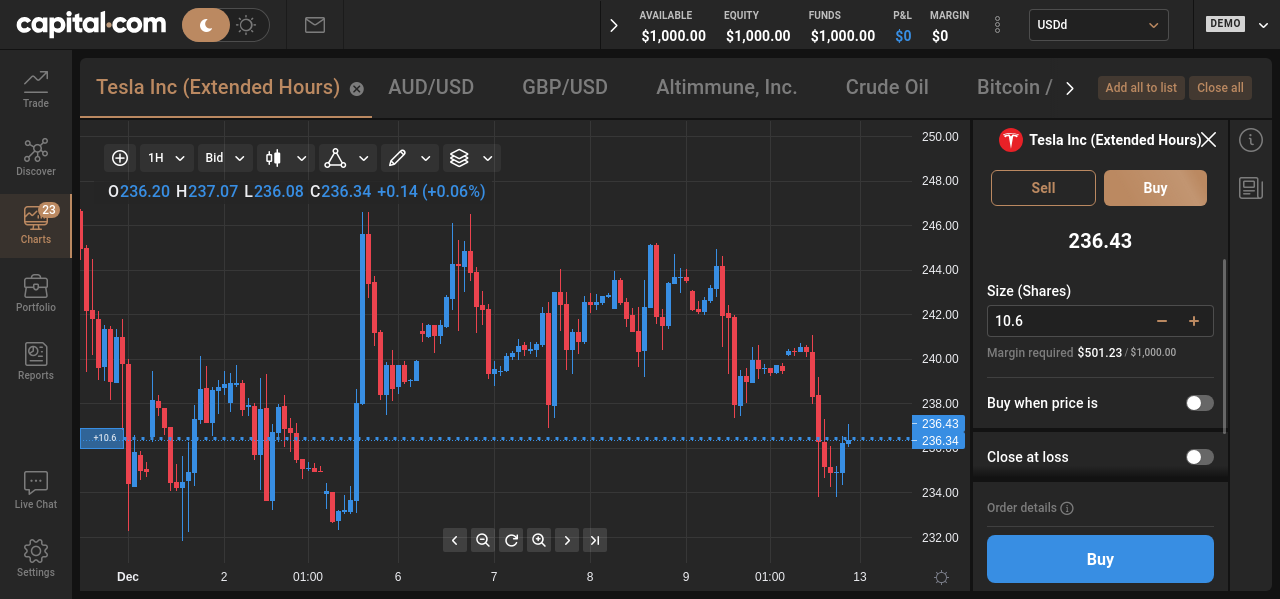 capital.com
AVAILABLE EQUITY FUNDS P&L MARGIN
$1,000.00 $1,000.00 $1,000.00 $0 $0
USDd
DEMO
Trade
Discover
23
Charts
Portfolio
Reports
Live Chat
Settings
Tesla Inc (Extended Hours) AUD/USD GBP/USD Altimmune, Inc. Crude Oil Bitcoin /
Add all to list Close all
1H Bid
O236.20 H237.07 L236.08 C236.34 +0.14 (+0.06%)
250.00
248.00
246.00
244.00
242.00
240.00
238.00
236.43
236.34
236.00
234.00
232.00
...+10.6
Dec 2 01:00 6 7 8 9 01:00 13
Tesla Inc (Extended Hours)
Sell Buy
236.43
Size (Shares)
10.6
Margin required $501.23 / $1,000.00
Buy when price is
Close at loss
Order details
Buy